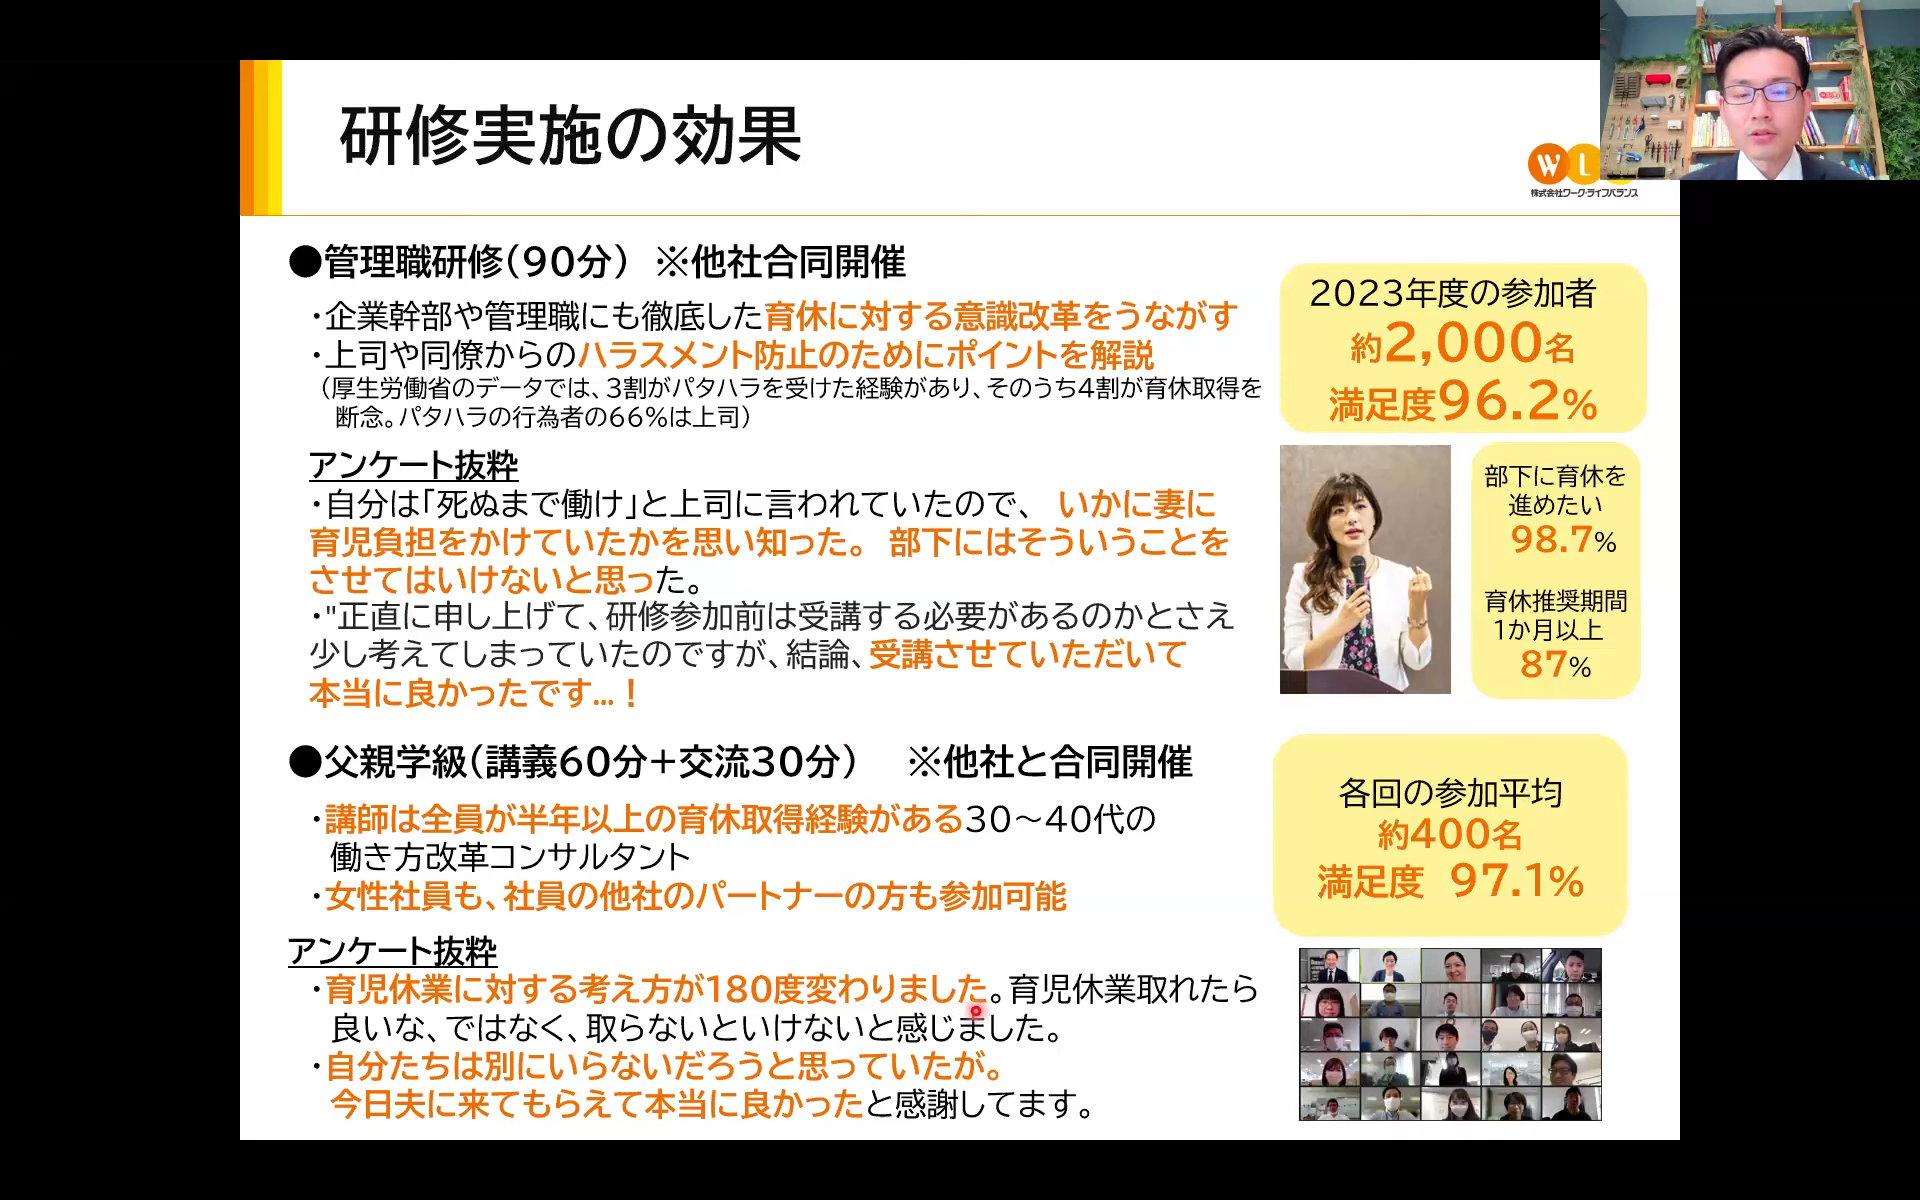 研修実施の効果
W L
株式会社ワーク・ライフバランス
●管理職研修(90分) ※他社合同開催
・企業幹部や管理職にも徹底した育休に対する意識改革をうながす
・上司や同僚からのハラスメント防止のためにポイントを解説
(厚生労働省のデータでは、3割がパタハラを受けた経験があり、そのうち4割が育休取得を
断念。パタハラの行為者の66%は上司)
アンケート抜粋
・自分は「死ぬまで働け」と上司に言われていたので、 いかに妻に
育児負担をかけていたかを思い知った。 部下にはそういうことを
させてはいけないと思った。
・"正直に申し上げて、研修参加前は受講する必要があるのかとさえ
少し考えてしまっていたのですが、結論、受講させていただいて
本当に良かったです…！
2023年度の参加者
約2,000名
満足度96.2%
部下に育休を
進めたい
98.7%
育休推奨期間
1か月以上
87%
●父親学級(講義60分+交流30分) ※他社と合同開催
・講師は全員が半年以上の育休取得経験がある30～40代の
働き方改革コンサルタント
・女性社員も、社員の他社のパートナーの方も参加可能
アンケート抜粋
・育児休業に対する考え方が180度変わりました。育児休業取れたら
良いな、ではなく、取らないといけないと感じました。
・自分たちは別にいらないだろうと思っていたが。
今日夫に来てもらえて本当に良かったと感謝してます。
各回の参加平均
約400名
満足度 97.1%